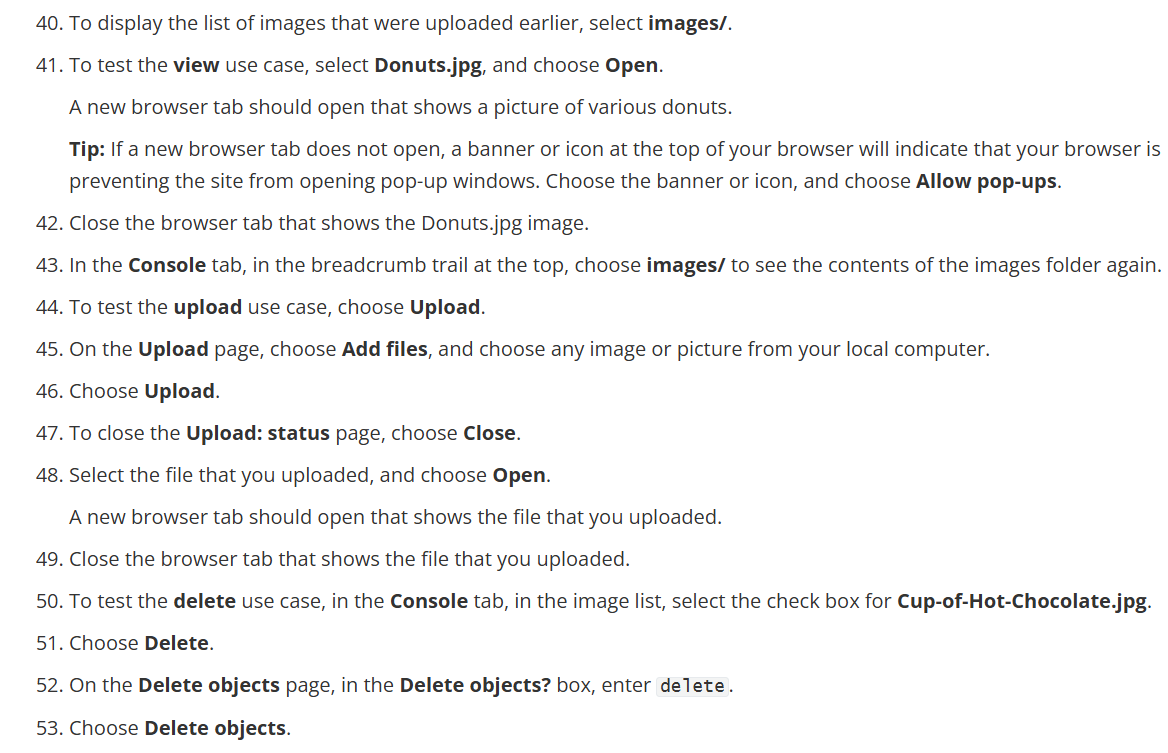 40. To display the list of images that were uploaded earlier, select images/.
41. To test the view use case, select Donuts.jpg, and choose Open.
A new browser tab should open that shows a picture of various donuts.
Tip: If a new browser tab does not open, a banner or icon at the top of your browser will indicate that your browser is
preventing the site from opening pop-up windows. Choose the banner or icon, and choose Allow pop-ups.
42. Close the browser tab that shows the Donuts.jpg image.
43. In the Console tab, in the breadcrumb trail at the top, choose images/ to see the contents of the images folder again.
44. To test the upload use case, choose Upload.
45. On the Upload page, choose Add files, and choose any image or picture from your local computer.
46. Choose Upload.
47. To close the Upload: status page, choose Close.
48. Select the file that you uploaded, and choose Open.
A new browser tab should open that shows the file that you uploaded.
49. Close the browser tab that shows the file that you uploaded.
50. To test the delete use case, in the Console tab, in the image list, select the check box for Cup-of-Hot-Chocolate.jpg.
51. Choose Delete.
52. On the Delete objects page, in the Delete objects? box, enter delete.
53. Choose Delete objects.